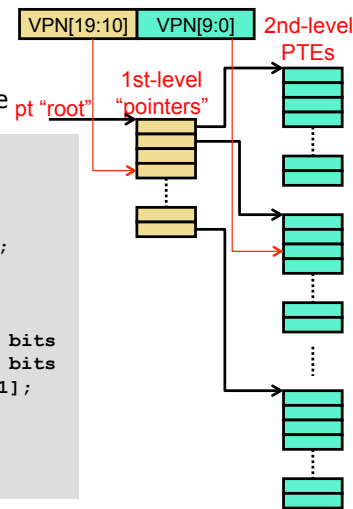 VPN[19:10] VPN[9:0]
2nd-level
PTEs
1st-level
"pointers"
pt "root"
e
;
bits
bits
1];